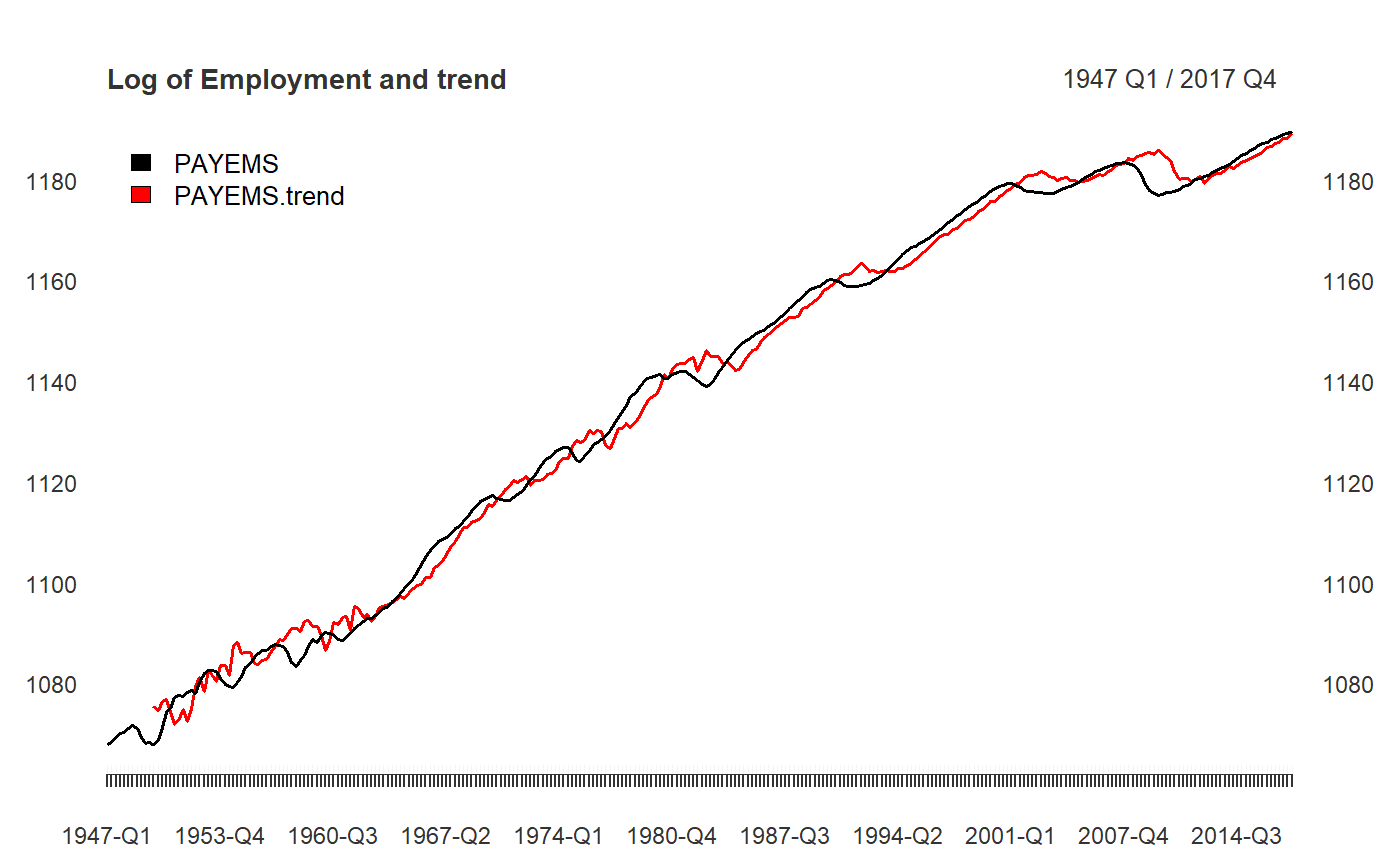 Log of Employment and trend 1947 Q1 / 2017 Q4
PAYEMS
PAYEMS.trend
1180 1180
1160 1160
1140 1140
1120 1120
1100 1100
1080 1080
1947-Q1 1953-Q4 1960-Q3 1967-Q2 1974-Q1 1980-Q4 1987-Q3 1994-Q2 2001-Q1 2007-Q4 2014-Q3